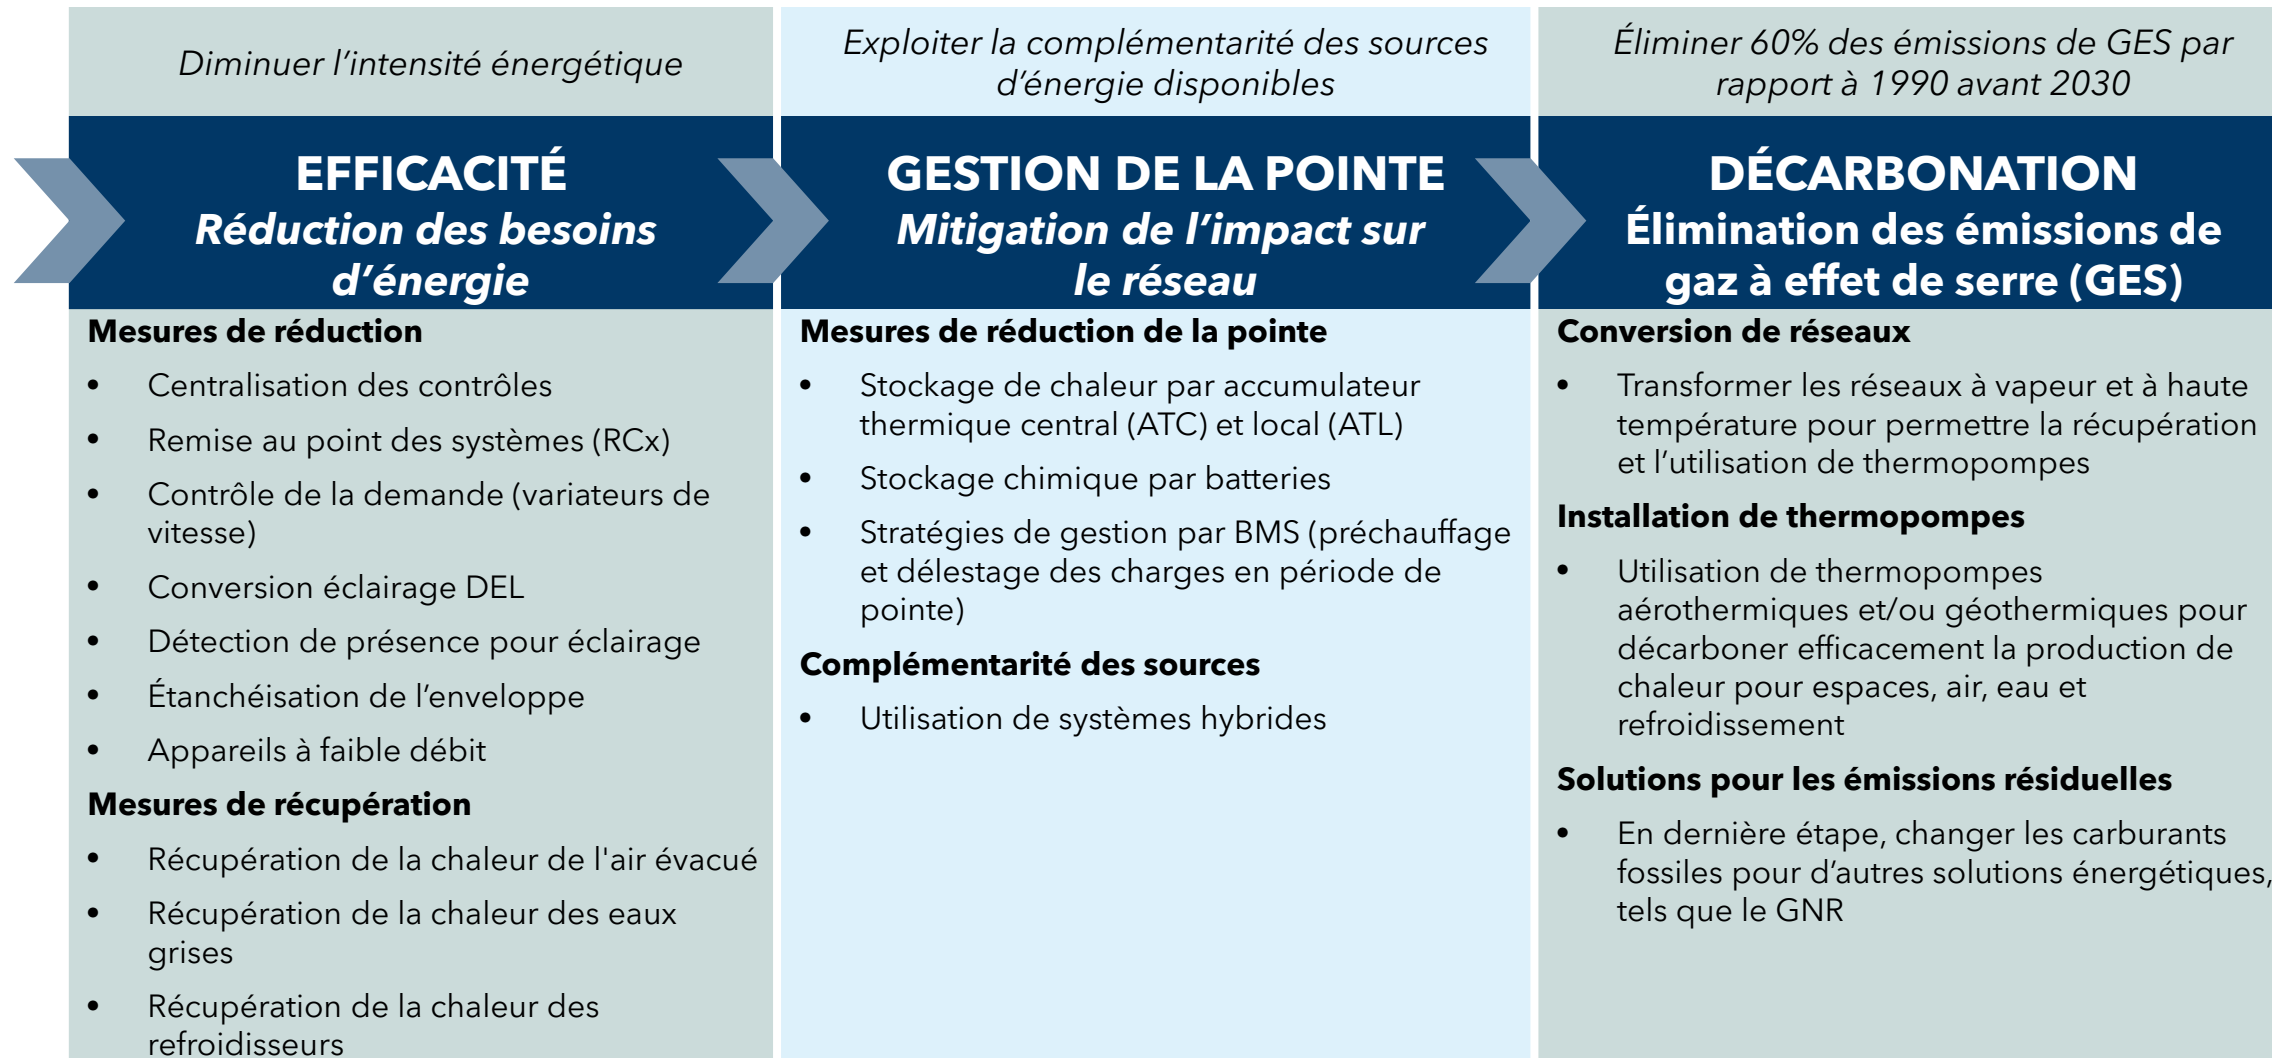 Diminuer l’intensité énergétique
EFFICACITÉ
Réduction des besoins
d’énergie
Mesures de réduction
• Centralisation des contrôles
• Remise au point des systèmes (RCx)
• Contrôle de la demande (variateurs de
vitesse)
• Conversion éclairage DEL
• Détection de présence pour éclairage
• Étanchéisation de l’enveloppe
• Appareils à faible débit
Mesures de récupération
• Récupération de la chaleur de l'air évacué
• Récupération de la chaleur des eaux
grises
• Récupération de la chaleur des
refroidisseurs
Exploiter la complémentarité des sources
d’énergie disponibles
GESTION DE LA POINTE
Mitigation de l’impact sur
le réseau
Mesures de réduction de la pointe
• Stockage de chaleur par accumulateur
thermique central (ATC) et local (ATL)
• Stockage chimique par batteries
• Stratégies de gestion par BMS (préchauffage
et délestage des charges en période de
pointe)
Complémentarité des sources
• Utilisation de systèmes hybrides
Éliminer 60% des émissions de GES par
rapport à 1990 avant 2030
DÉCARBONATION
Élimination des émissions de
gaz à effet de serre (GES)
Conversion de réseaux
• Transformer les réseaux à vapeur et à haute
température pour permettre la récupération
et l’utilisation de thermopompes
Installation de thermopompes
• Utilisation de thermopompes
aérothermiques et/ou géothermiques pour
décarboner efficacement la production de
chaleur pour espaces, air, eau et
refroidissement
Solutions pour les émissions résiduelles
• En dernière étape, changer les carburants
fossiles pour d’autres solutions énergétiques,
tels que le GNR